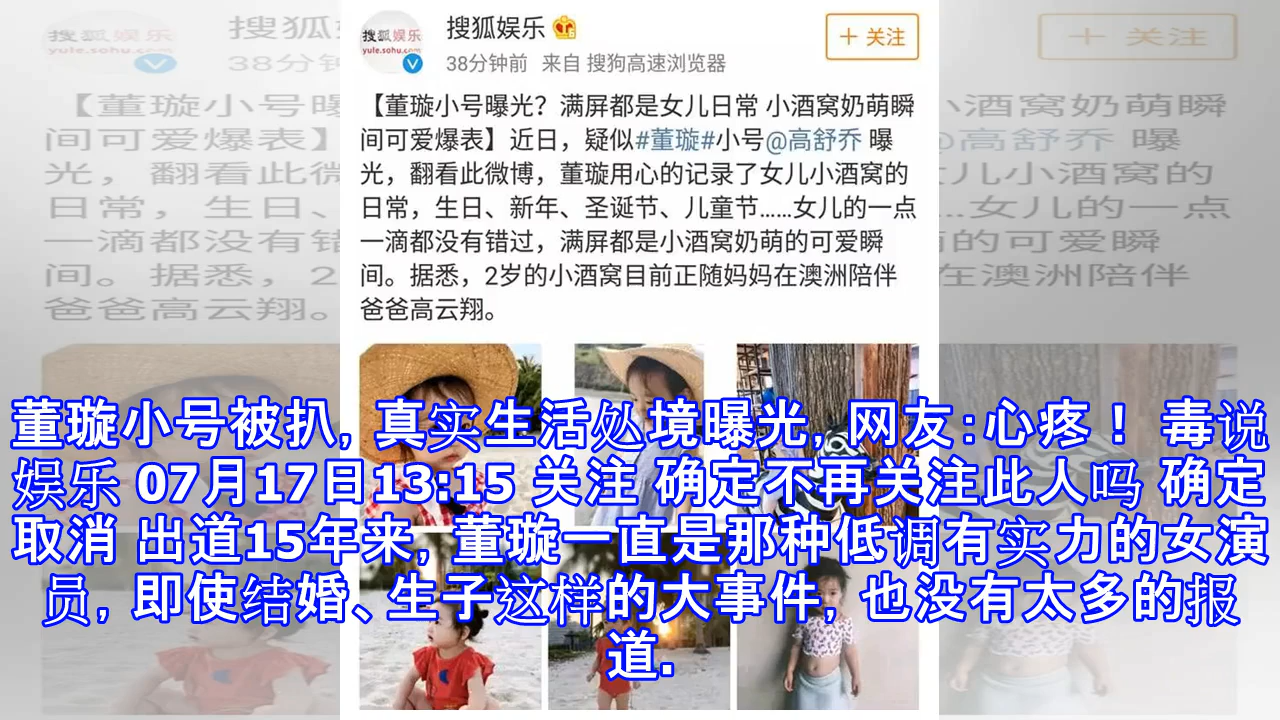 搜狐娱乐
搜狐娱乐
yule.sohu.com
+ 关注
38分钟前 来自 搜狗高速浏览器
【董璇小号曝光？满屏都是女儿日常 小酒窝奶萌瞬
间可爱爆表】近日，疑似#董璇#小号@高舒乔 曝
光，翻看此微博，董璇用心的记录了女儿小酒窝的
日常，生日、新年、圣诞节、儿童节……女儿的一点
一滴都没有错过，满屏都是小酒窝奶萌的可爱瞬
间。据悉，2岁的小酒窝目前正随妈妈在澳洲陪伴
爸爸高云翔。
董璇小号被扒, 真实生活处境曝光, 网友:心疼！ 毒说
娱乐 07月17日13:15 关注 确定不再关注此人吗 确定
取消 出道15年来, 董璇一直是那种低调有实力的女演
员, 即使结婚、生子这样的大事件, 也没有太多的报
道.